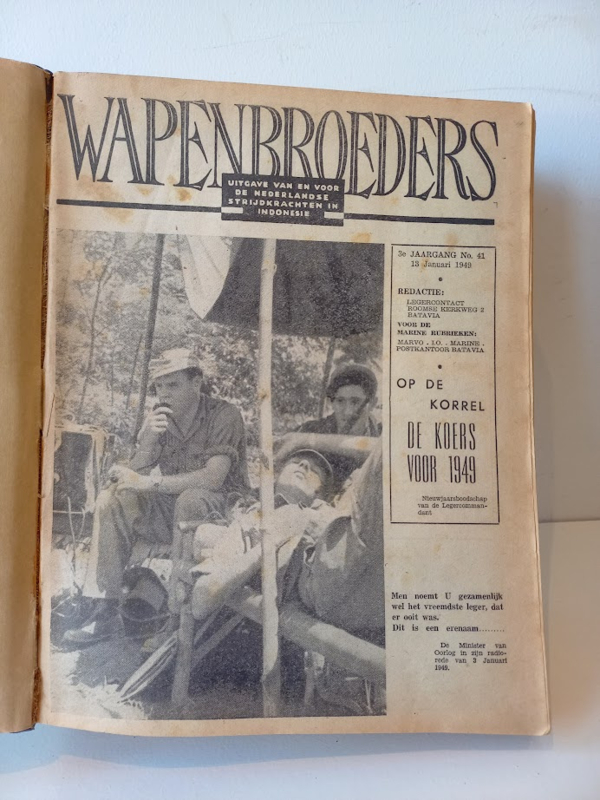 WAPENBROEDERS
UITGAVE VAN EN VOOR
DE NEDERLANDSE
STRIJDKRACHTEN IN
INDONESIE
3e JAARGANG No. 41
13 Januari 1949
REDACTIE:
LEGERCONTACT
ROOMSE KERKWEG 2
BATAVIA
VOOR DE
MARINE RUBRIEKEN:
MARVO . I.O. . MARINE .
POSTKANTOOR BATAVIA
OP DE
KORREL
DE KOERS
VOOR 1949
Nieuwjaarsboodschap
van de Legercomman-
dant
Men noemt U gezamenlijk
wel het vreemdste leger, dat
er ooit was.
Dit is een erenaam.........
De Minister van
Oorlog in zijn radio-
rede van 3 Januari
1949.